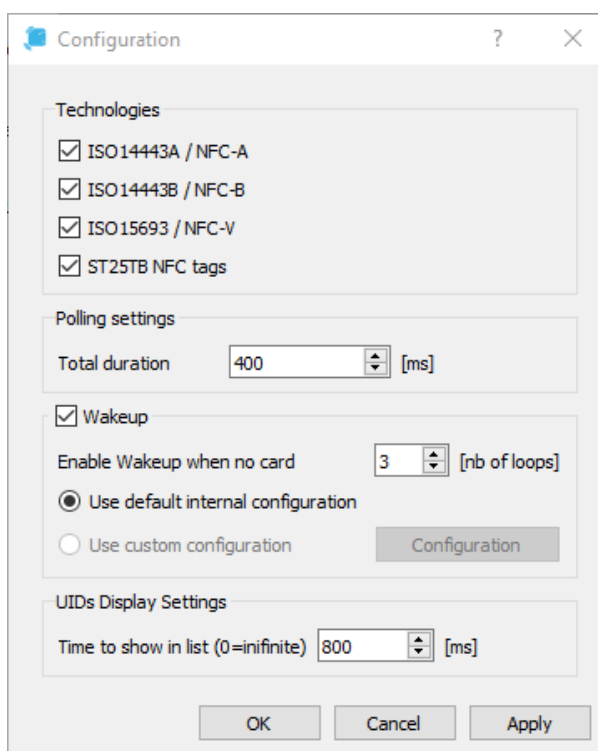 Configuration ?
Technologies
ISO14443A / NFC-A
ISO14443B / NFC-B
ISO15693 / NFC-V
ST25TB NFC tags
Polling settings
Total duration 400 [ms]
Wakeup
Enable Wakeup when no card 3 [nb of loops]
Use default internal configuration
Use custom configuration Configuration
UIDs Display Settings
Time to show in list (0=inifinite) 800 [ms]
OK Cancel Apply